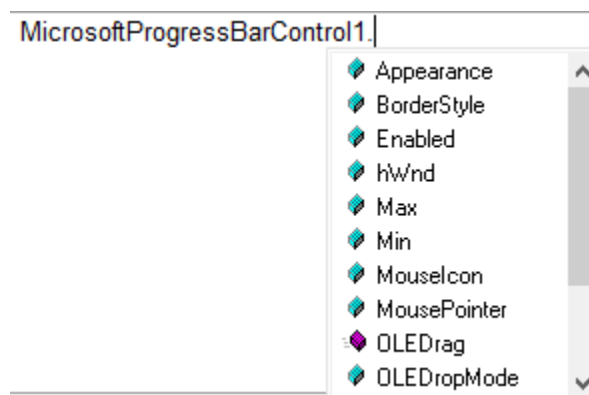 MicrosoftProgressBarControl1.
Appearance
BorderStyle
Enabled
hWnd
Max
Min
MouseIcon
MousePointer
OLEDrag
OLEDropMode